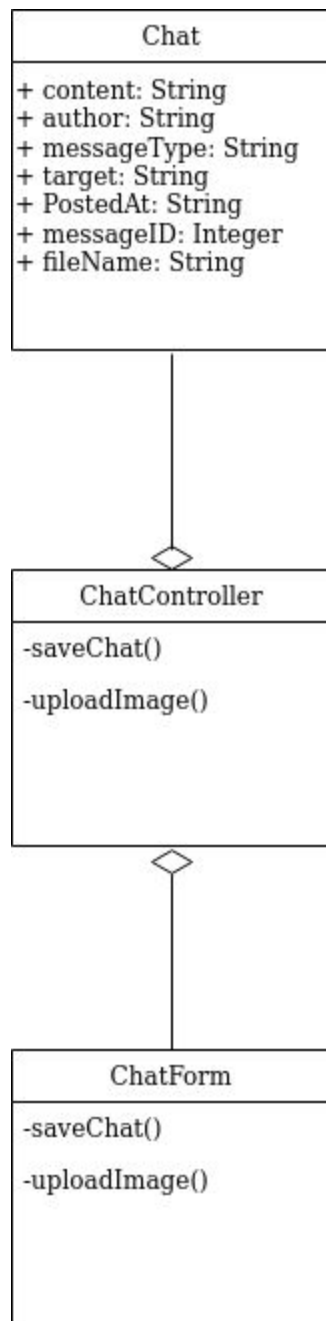 Chat
+ content: String
+ author: String
+ messageType: String
+ target: String
+ PostedAt: String
+ messageID: Integer
+ fileName: String
ChatController
-saveChat()
-uploadImage()
ChatForm
-saveChat()
-uploadImage()